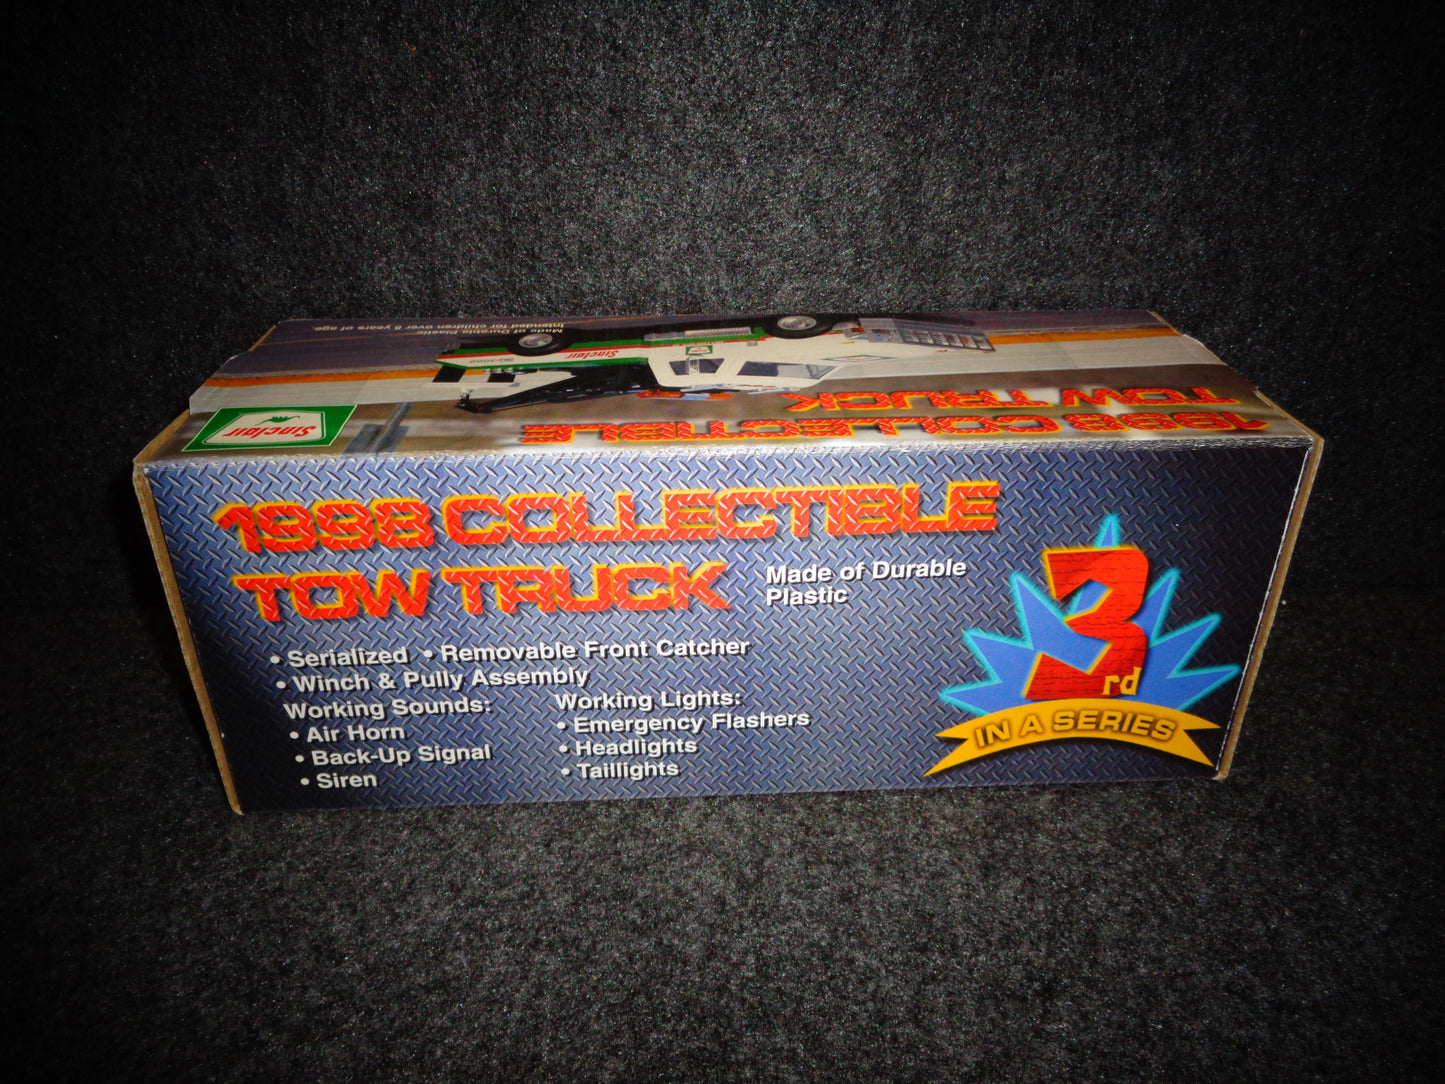 Made of Durable Plastic
Intended for children over 8 years of age.
Sinclair
Sinclair
1998 COLLECTIBLE
TOW TRUCK
1998 COLLECTIBLE
TOW TRUCK
Made of Durable
Plastic
• Serialized • Removable Front Catcher
• Winch & Pully Assembly
Working Sounds:
• Air Horn
• Back-Up Signal
• Siren
Working Lights:
• Emergency Flashers
• Headlights
• Taillights
3rd
IN A SERIES